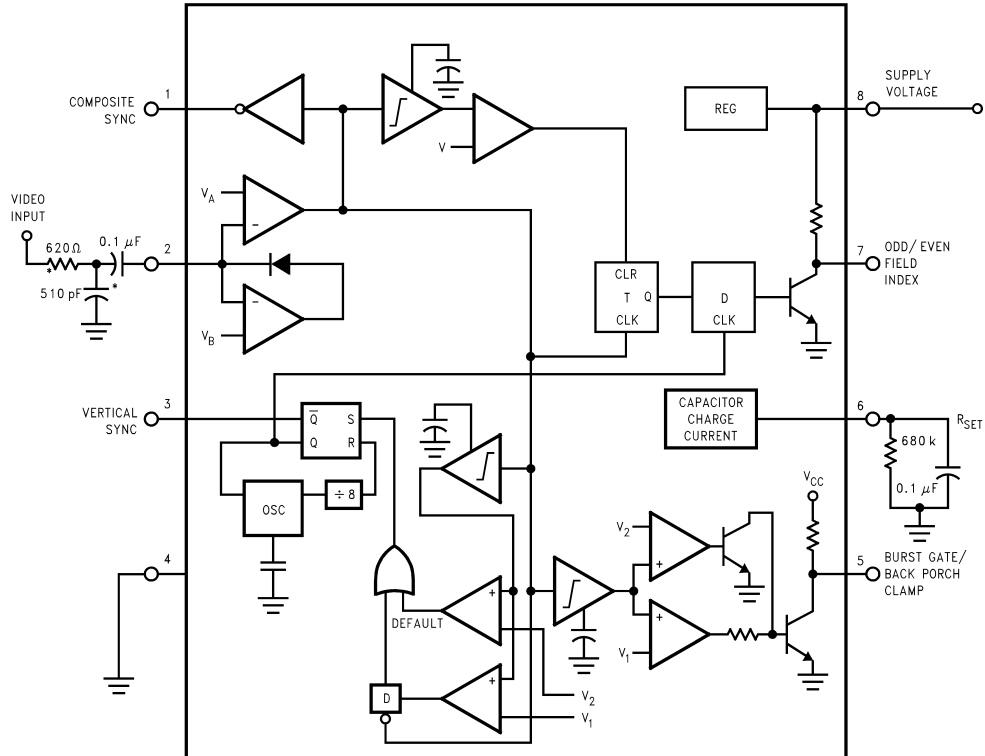 COMPOSITE
SYNC
1
VIDEO
INPUT
620Ω
*
0.1 μF
2
510 pF
*
VERTICAL
SYNC
3
4
V
V_A
−
−
V_B
CLR
T Q
CLK
D
CLK
REG
8
SUPPLY
VOLTAGE
7
ODD/EVEN
FIELD
INDEX
CAPACITOR
CHARGE
CURRENT
6
R_SET
680 k
0.1 μF
Q̅ S
Q R
OSC
÷ 8
DEFAULT
+
+
D
V_2
V_1
V_2
+
+
V_1
V_CC
5
BURST GATE/
BACK PORCH
CLAMP